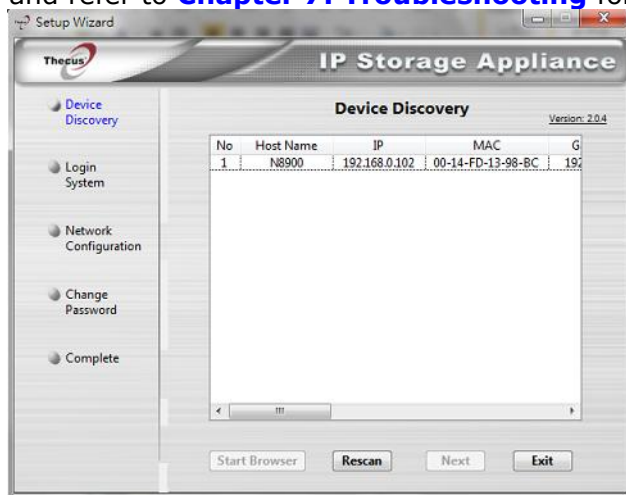 and refer to Chapter 7: Troubleshooting for
Setup Wizard
Thecus
IP Storage Appliance
Device Discovery
Version: 2.0.4
Device
Discovery
Login
System
Network
Configuration
Change
Password
Complete
No Host Name IP MAC G
1 N8900 192.168.0.102 00-14-FD-13-98-BC 192
Start Browser Rescan Next Exit